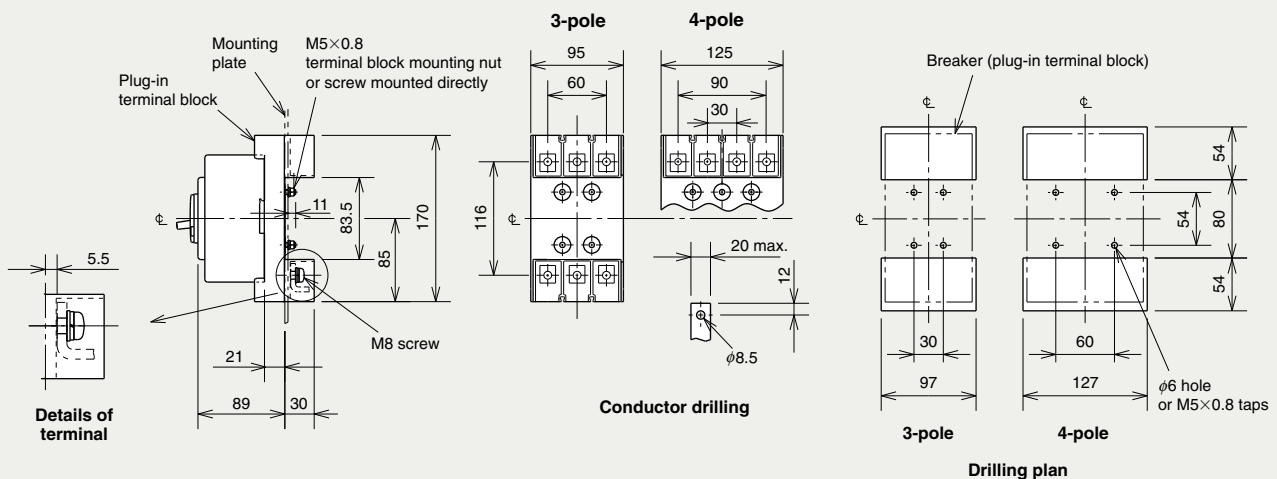 Mounting
plate
M5×0.8
terminal block mounting nut
or screw mounted directly
Plug-in
terminal block
℄
11
83.5
85
170
5.5
M8 screw
21
89
30
Details of
terminal
3-pole
95
60
4-pole
125
90
30
116
℄
20 max.
12
ϕ8.5
Conductor drilling
Breaker (plug-in terminal block)
℄
℄
54
80
54
54
℄
30
97
60
127
ϕ6 hole
or M5×0.8 taps
3-pole
4-pole
Drilling plan